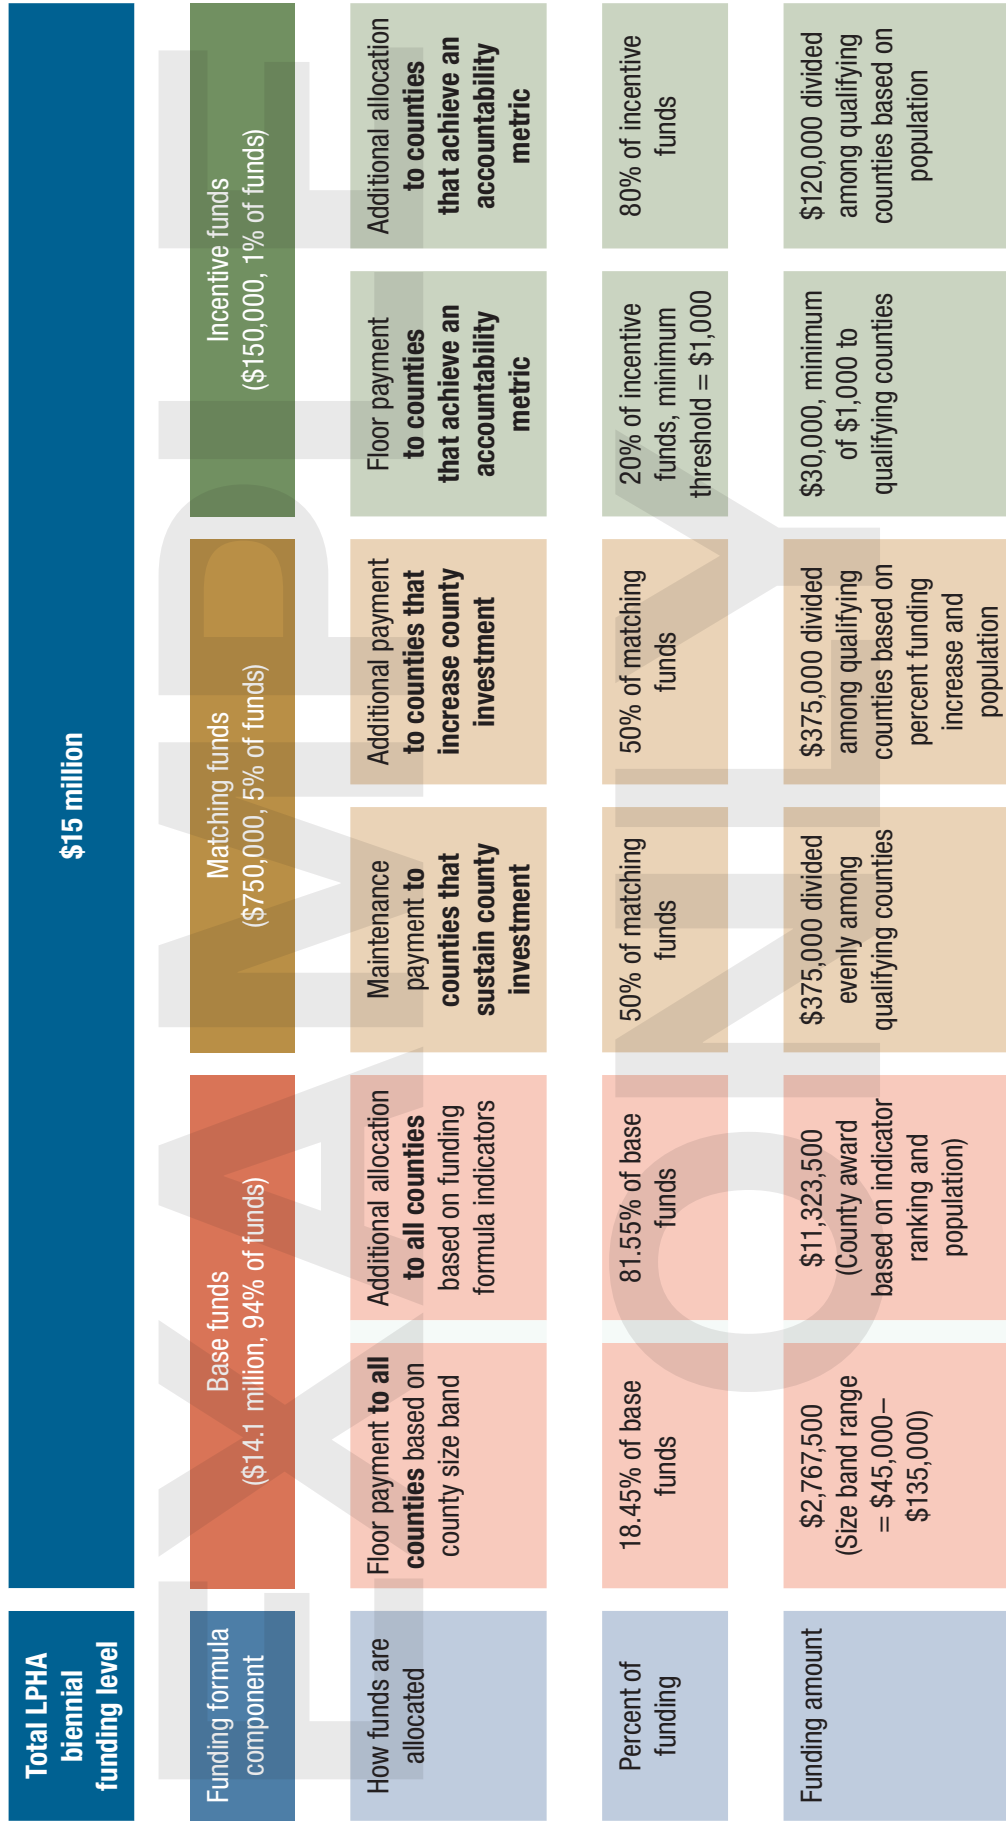 Total LPHA
biennial
funding level
$15 million
Funding formula
component
Base funds
($14.1 million, 94% of funds)
Matching funds
($750,000, 5% of funds)
Incentive funds
($150,000, 1% of funds)
How funds are
allocated
Floor payment to all
counties based on
county size band
Additional allocation
to all counties
based on funding
formula indicators
Maintenance
payment to
counties that
sustain county
investment
Additional payment
to counties that
increase county
investment
Floor payment
to counties
that achieve an
accountability
metric
Additional allocation
to counties
that achieve an
accountability
metric
Percent of
funding
18.45% of base
funds
81.55% of base
funds
50% of matching
funds
50% of matching
funds
20% of incentive
funds, minimum
threshold = $1,000
80% of incentive
funds
Funding amount
$2,767,500
(Size band range
= $45,000–
$135,000)
$11,323,500
(County award
based on indicator
ranking and
population)
$375,000 divided
evenly among
qualifying counties
$375,000 divided
among qualifying
counties based on
percent funding
increase and
population
$30,000, minimum
of $1,000 to
qualifying counties
$120,000 divided
among qualifying
counties based on
population
EXAMPLE
ONLY